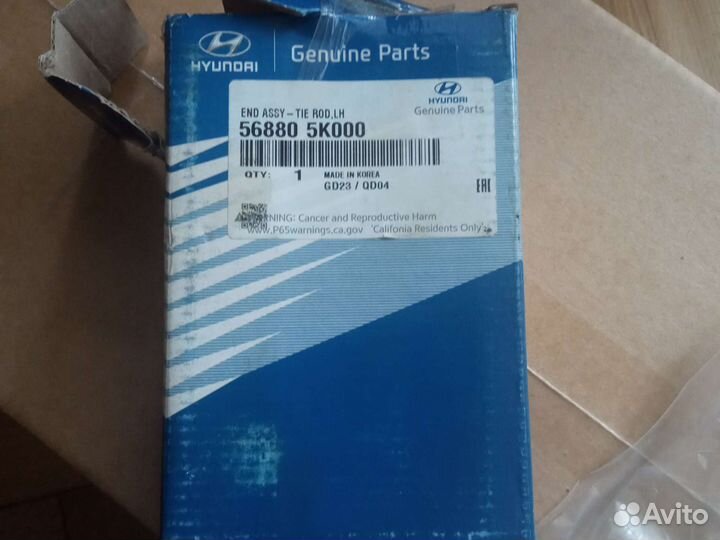 HYUNDAI
Genuine Parts
HYUNDAI
Genuine Parts
END ASSY-TIE ROD,LH
56880 5K000
QTY: 1 MADE IN KOREA
GD23 / QD04
EAC
WARNING: Cancer and Reproductive Harm
www.P65warnings.ca.gov 'Califonia Residents Only'
Avito